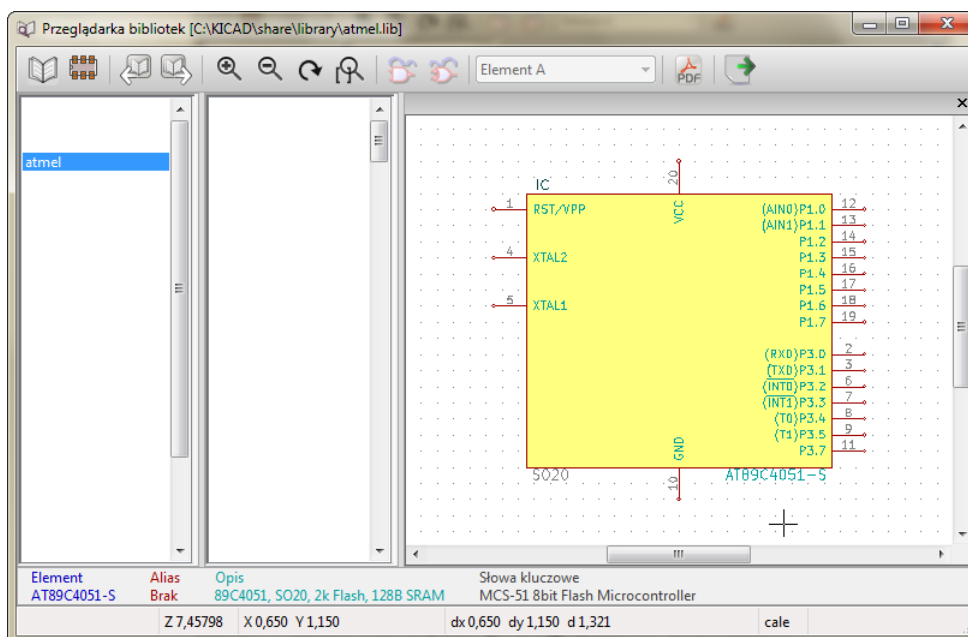 Przeglądarka bibliotek [C:\KICAD\share\library\atmel.lib]
Element A
PDF
atmel
IC
20
VCC
1 RST/VPP
4 XTAL2
5 XTAL1
(AIN0)P1.0 12
(AIN1)P1.1 13
P1.2 14
P1.3 15
P1.4 16
P1.5 17
P1.6 18
P1.7 19
(RXD)P3.0 2
(TXD)P3.1 3
(INT0)P3.2 6
(INT1)P3.3 7
(T0)P3.4 8
(T1)P3.5 9
P3.7 11
GND
10
SO20
AT89C4051-S
Element Alias Opis Słowa kluczowe
AT89C4051-S Brak 89C4051, SO20, 2k Flash, 128B SRAM MCS-51 8bit Flash Microcontroller
Z 7,45798 X 0,650 Y 1,150 dx 0,650 dy 1,150 d 1,321 cale